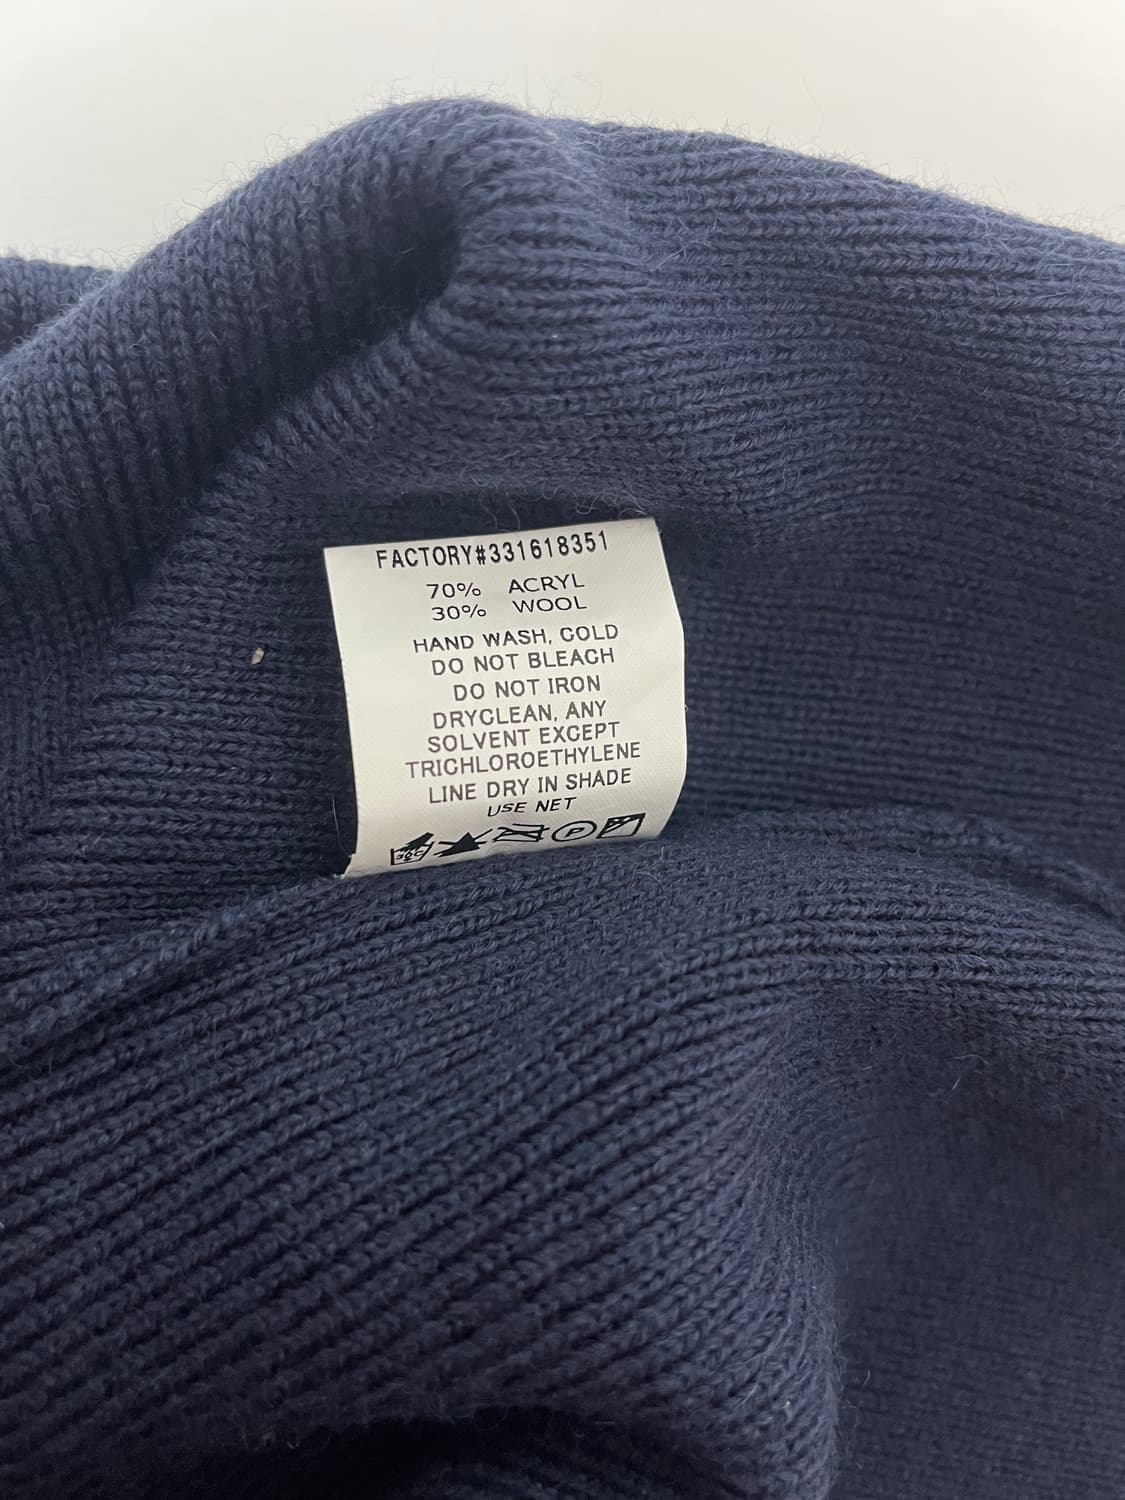 FACTORY#331618351
70% ACRYL
30% WOOL
HAND WASH, COLD
DO NOT BLEACH
DO NOT IRON
DRYCLEAN, ANY
SOLVENT EXCEPT
TRICHLOROETHYLENE
LINE DRY IN SHADE
USE NET
P